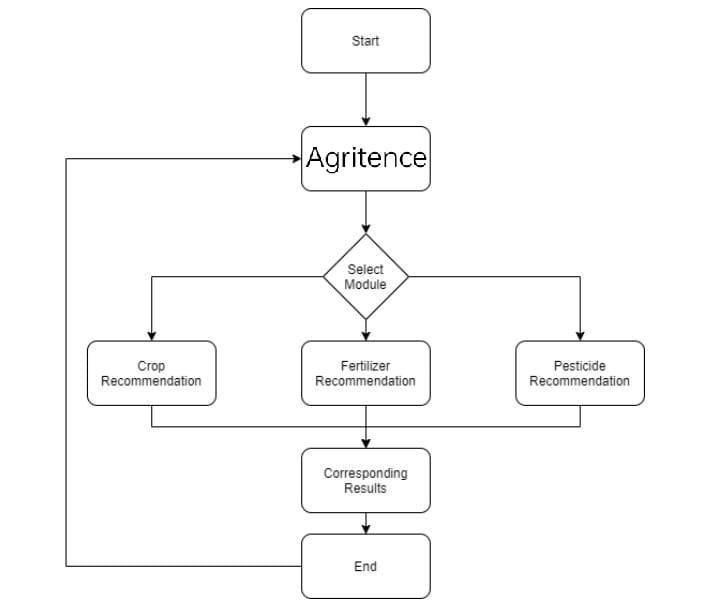 Start
Agritence
Select
Module
Crop
Recommendation
Fertilizer
Recommendation
Pesticide
Recommendation
Corresponding
Results
End